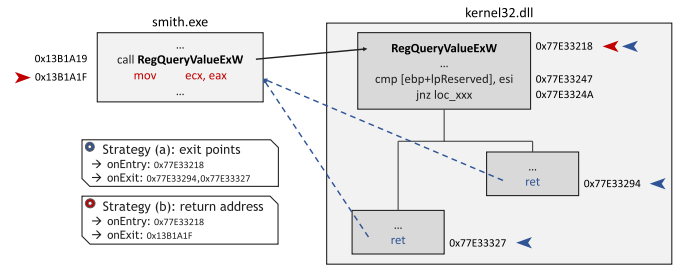 smith.exe
kernel32.dll
...
0x13B1A19
call RegQueryValueExW
0x13B1A1F
mov ecx, eax
...
RegQueryValueExW
0x77E33218
...
cmp [ebp+lpReserved], esi
0x77E33247
jnz loc_xxx
0x77E3324A
Strategy (a): exit points
→ onEntry: 0x77E33218
→ onExit: 0x77E33294,0x77E33327
...
ret
0x77E33294
Strategy (b): return address
→ onEntry: 0x77E33218
→ onExit: 0x13B1A1F
...
ret
0x77E33327